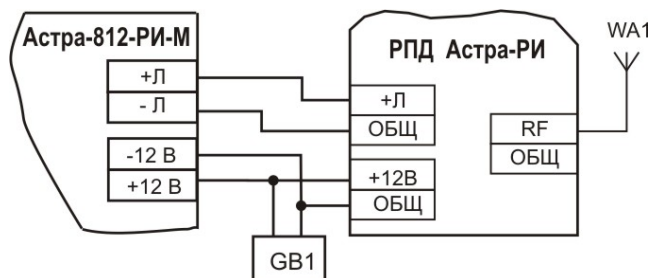 Астра-812-РИ-М
+Л
- Л
-12 В
+12 В
РПД Астра-РИ
+Л
ОБЩ
+12В
ОБЩ
RF
ОБЩ
WA1
GB1